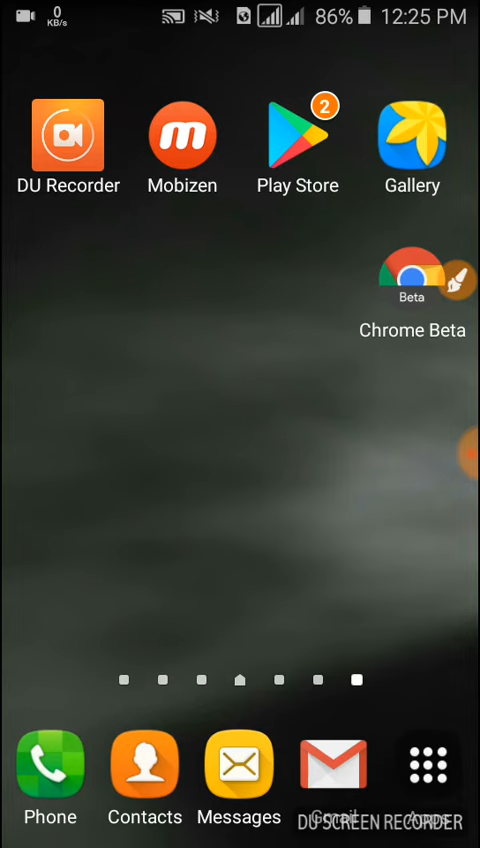 0
KB/s
86%
12:25 PM
2
DU Recorder
Mobizen
Play Store
Gallery
Beta
Chrome Beta
Phone
Contacts
Messages
Gmail
Apps
DU SCREEN RECORDER